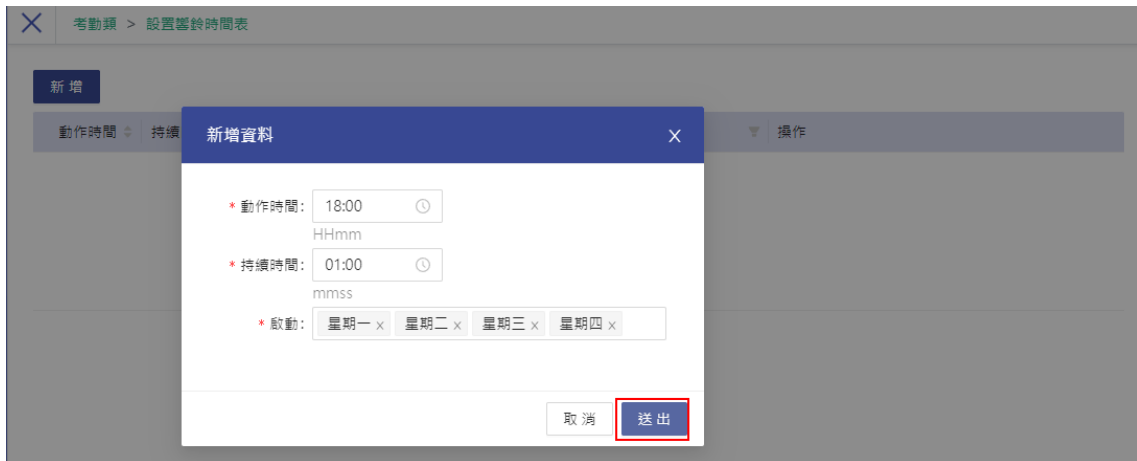 考勤類 > 設置響鈴時間表
新增
動作時間 持續 操作
新增資料 X
* 動作時間: 18:00
HHmm
* 持續時間: 01:00
mmss
* 啟動: 星期一 x 星期二 x 星期三 x 星期四 x
取消 送出